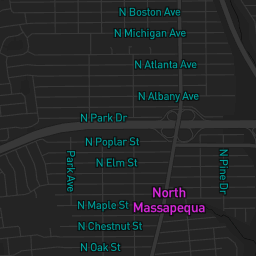 N Boston Ave
N Michigan Ave
N Atlanta Ave
N Albany Ave
N Park Dr
N Poplar St
N Elm St
Park Ave
N Pine Dr
North
Massapequa
N Maple St
N Chestnut St
N Oak St